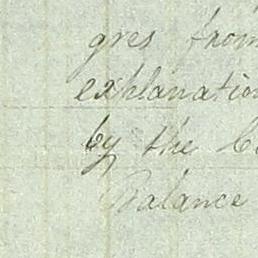 gres from
explanation
by the
Balance